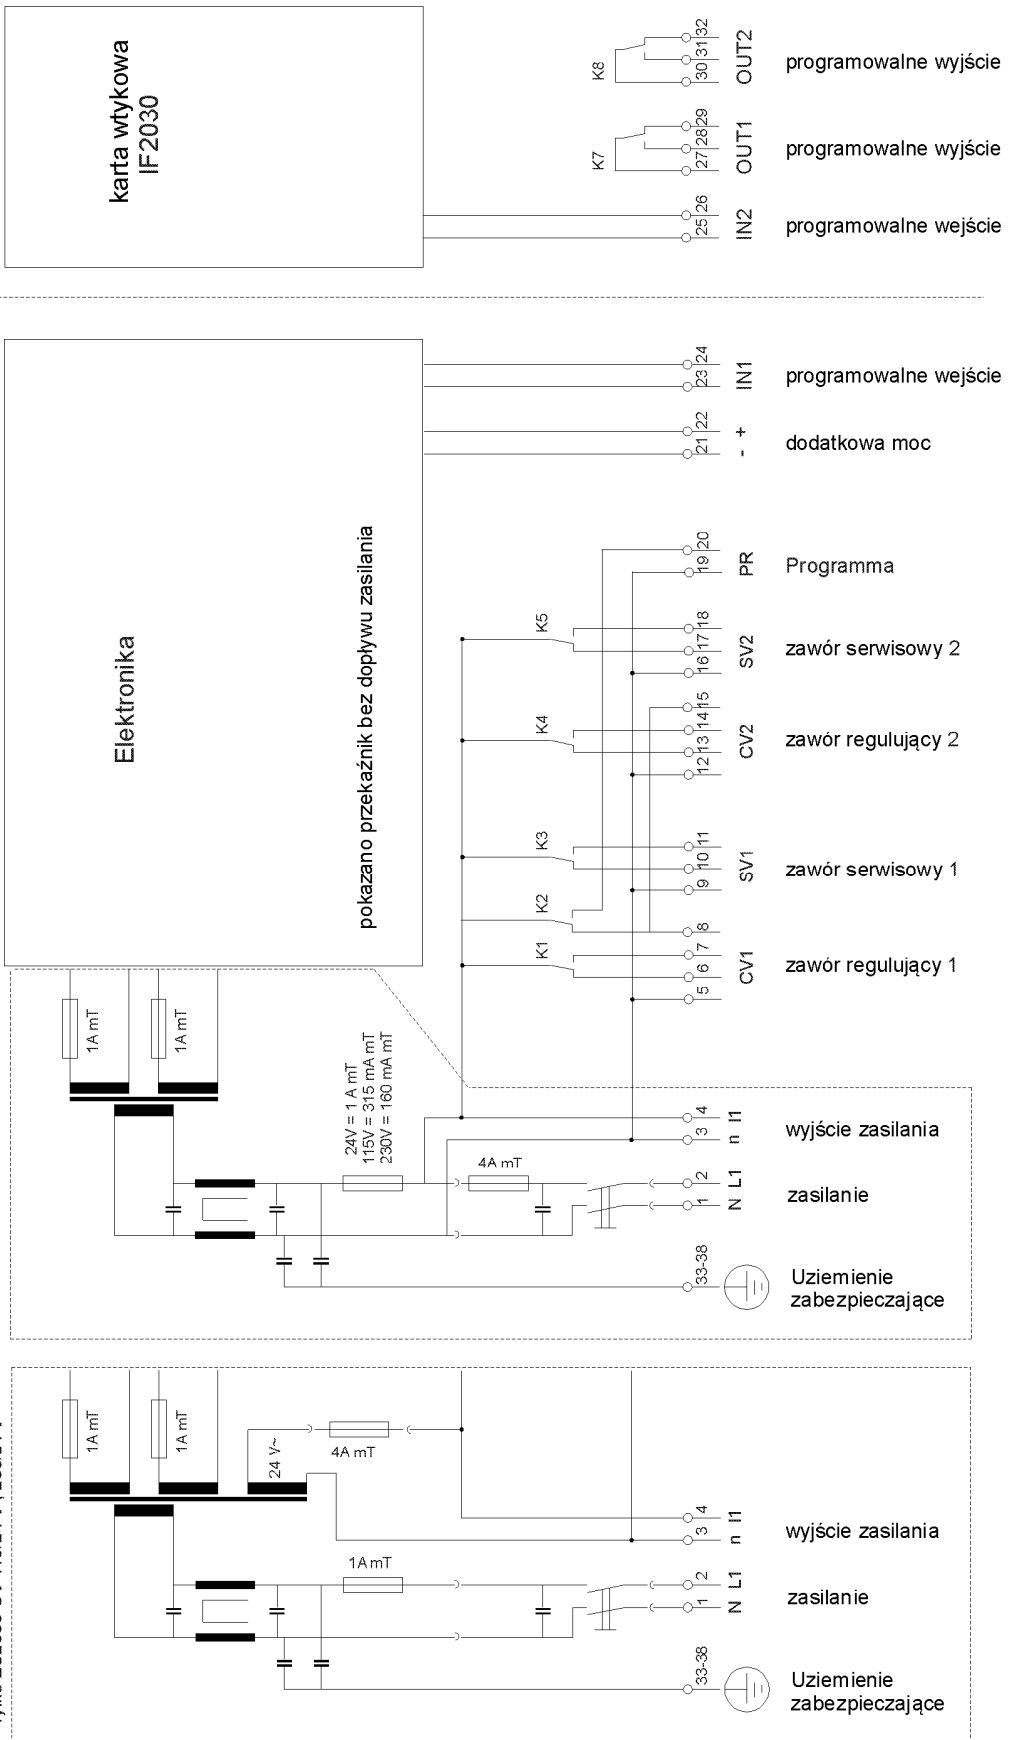 karta wtykowa
IF2030
K8
30 31 32
OUT2
programowalne wyjście
K7
27 28 29
OUT1
programowalne wyjście
25 26
IN2
programowalne wejście
Elektronika
pokazano przekaźnik bez dopływu zasilania
23 24
IN1
programowalne wejście
21 22
- +
dodatkowa moc
19 20
PR
Programma
K5
16 17 18
SV2
zawór serwisowy 2
K4
12 13 14 15
CV2
zawór regulujący 2
K3
9 10 11
SV1
zawór serwisowy 1
K2
8
K1
5 6 7
CV1
zawór regulujący 1
1A mT
1A mT
24V = 1 A mT
115V = 315 mA mT
230V = 160 mA mT
4A mT
3 4
n l1
wyjście zasilania
1 2
N L1
zasilanie
33-38
Uziemienie
zabezpieczające
1A mT
1A mT
24 V~
4A mT
1A mT
3 4
n l1
wyjście zasilania
1 2
N L1
zasilanie
33-38
Uziemienie
zabezpieczające